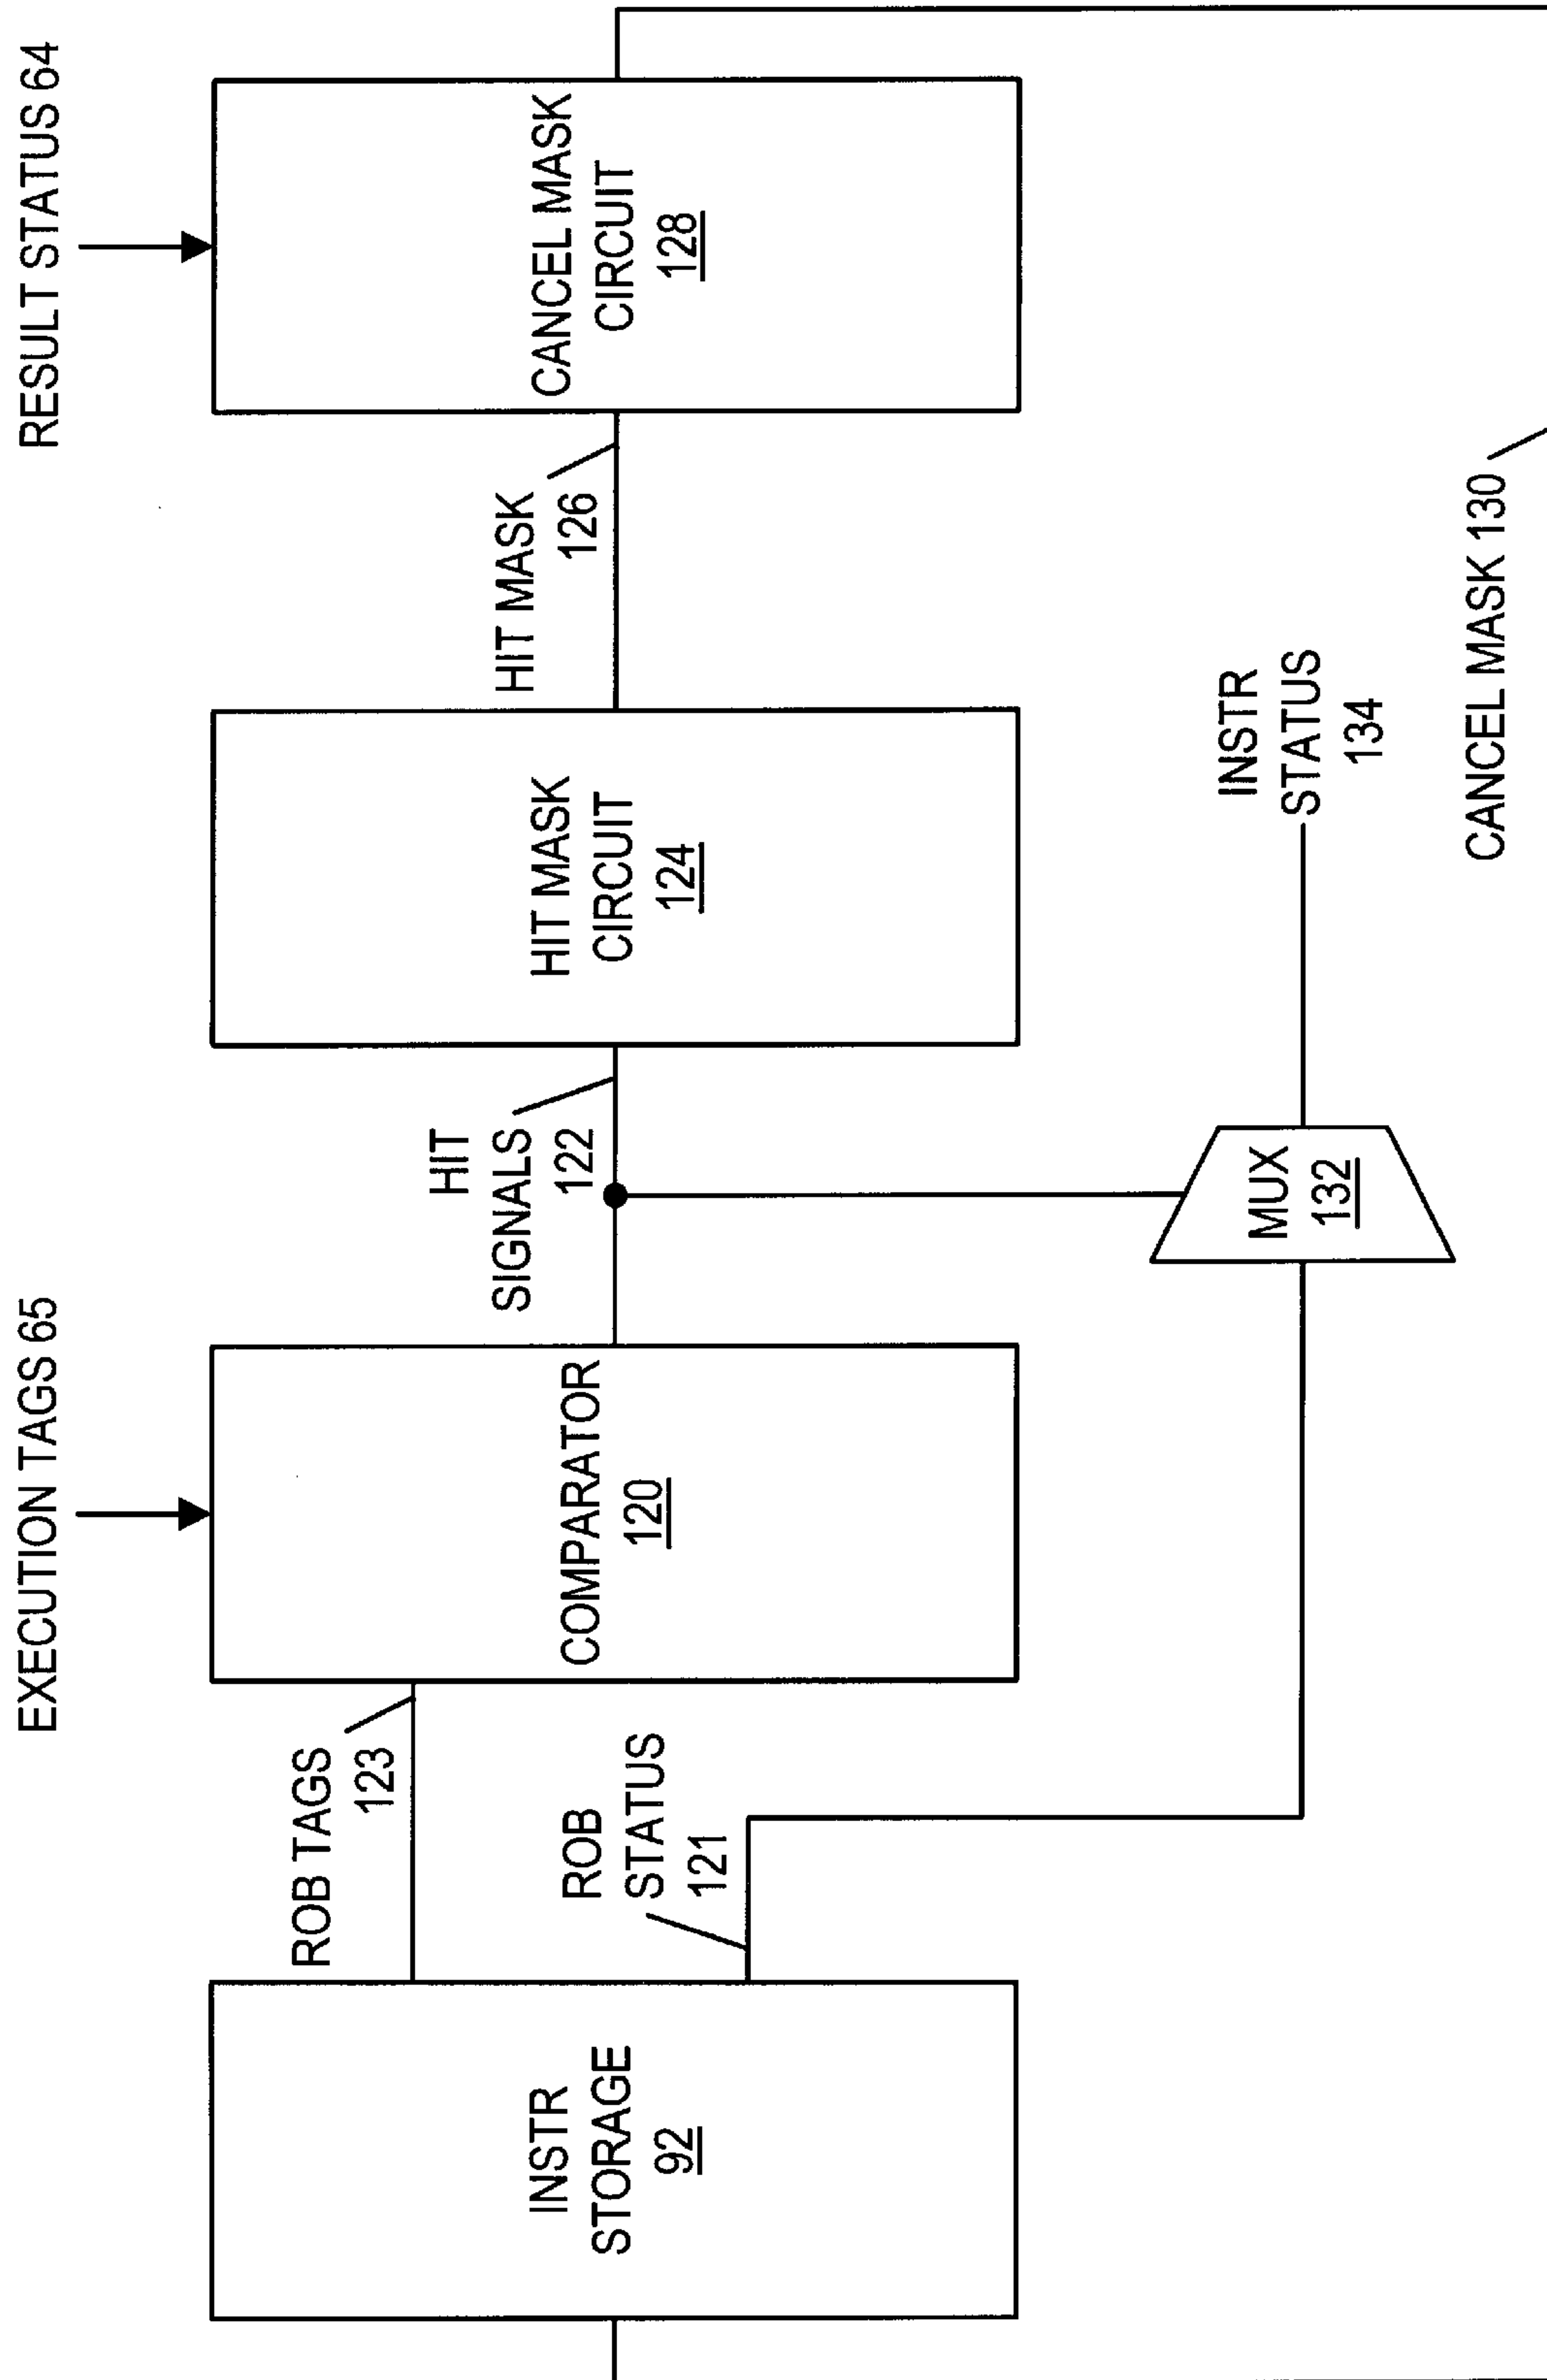 EXECUTION TAGS 65
RESULT STATUS 64
ROB TAGS
123
ROB
STATUS
121
INSTR
STORAGE
92
COMPARATOR
120
HIT
SIGNALS
122
HIT MASK
CIRCUIT
124
HIT MASK
126
CANCEL MASK
CIRCUIT
128
MUX
132
INSTR
STATUS
134
CANCEL MASK 130